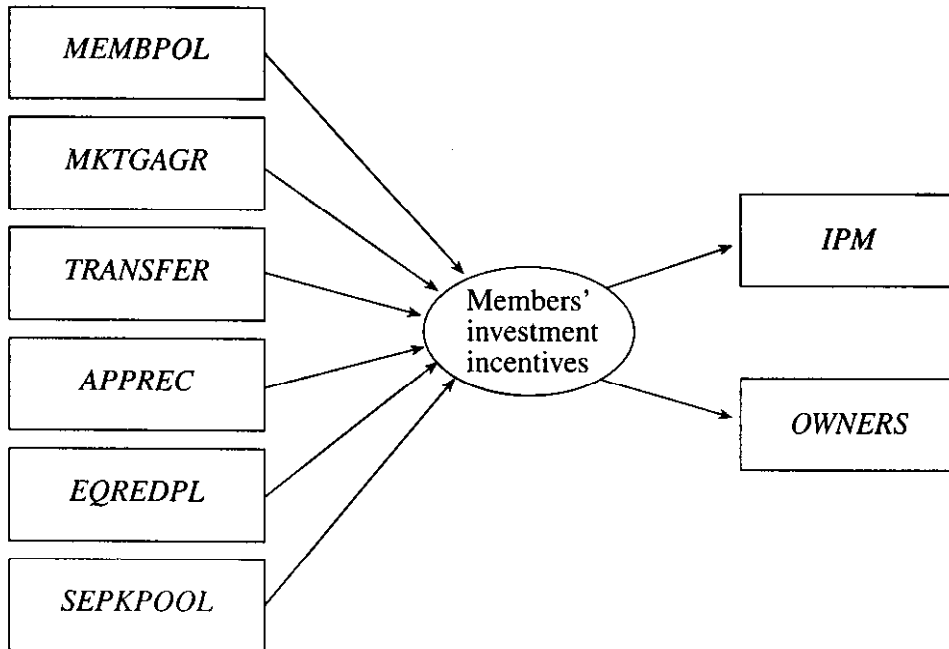 MEMBPOL
MKTGAGR
TRANSFER
APPREC
EQREDPL
SEPKPOOL
Members’
investment
incentives
IPM
OWNERS